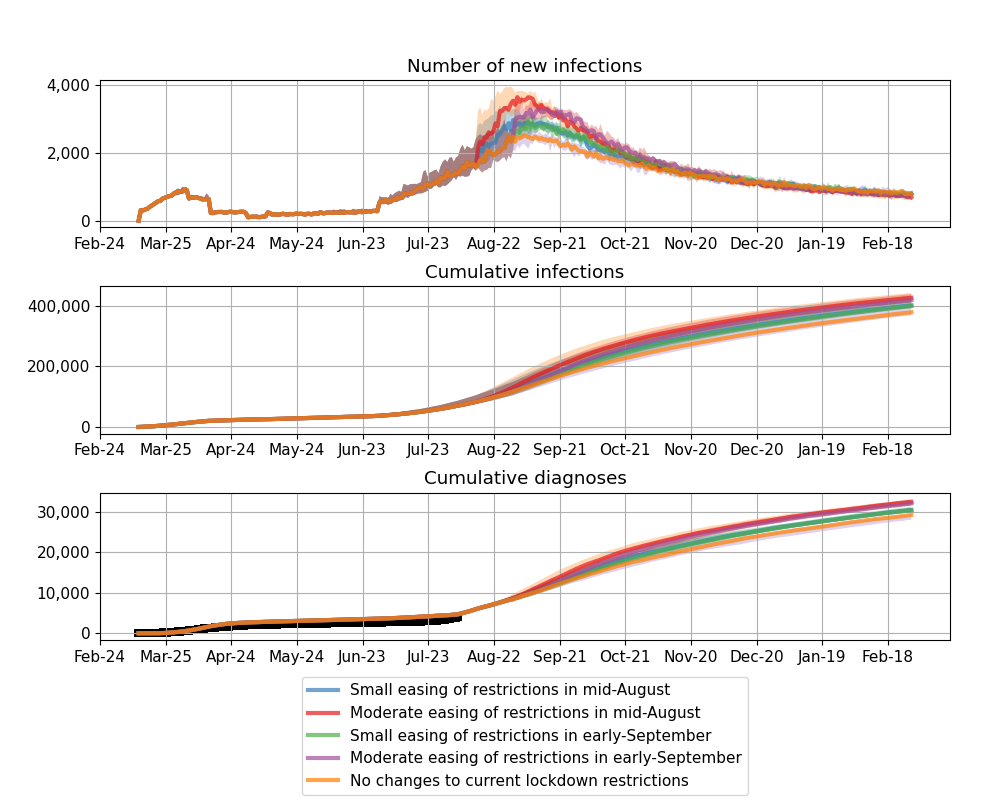 Number of new infections
4,000
2,000
0
Feb-24 Mar-25 Apr-24 May-24 Jun-23 Jul-23 Aug-22 Sep-21 Oct-21 Nov-20 Dec-20 Jan-19 Feb-18
Cumulative infections
400,000
200,000
0
Feb-24 Mar-25 Apr-24 May-24 Jun-23 Jul-23 Aug-22 Sep-21 Oct-21 Nov-20 Dec-20 Jan-19 Feb-18
Cumulative diagnoses
30,000
20,000
10,000
0
Feb-24 Mar-25 Apr-24 May-24 Jun-23 Jul-23 Aug-22 Sep-21 Oct-21 Nov-20 Dec-20 Jan-19 Feb-18
Small easing of restrictions in mid-August
Moderate easing of restrictions in mid-August
Small easing of restrictions in early-September
Moderate easing of restrictions in early-September
No changes to current lockdown restrictions